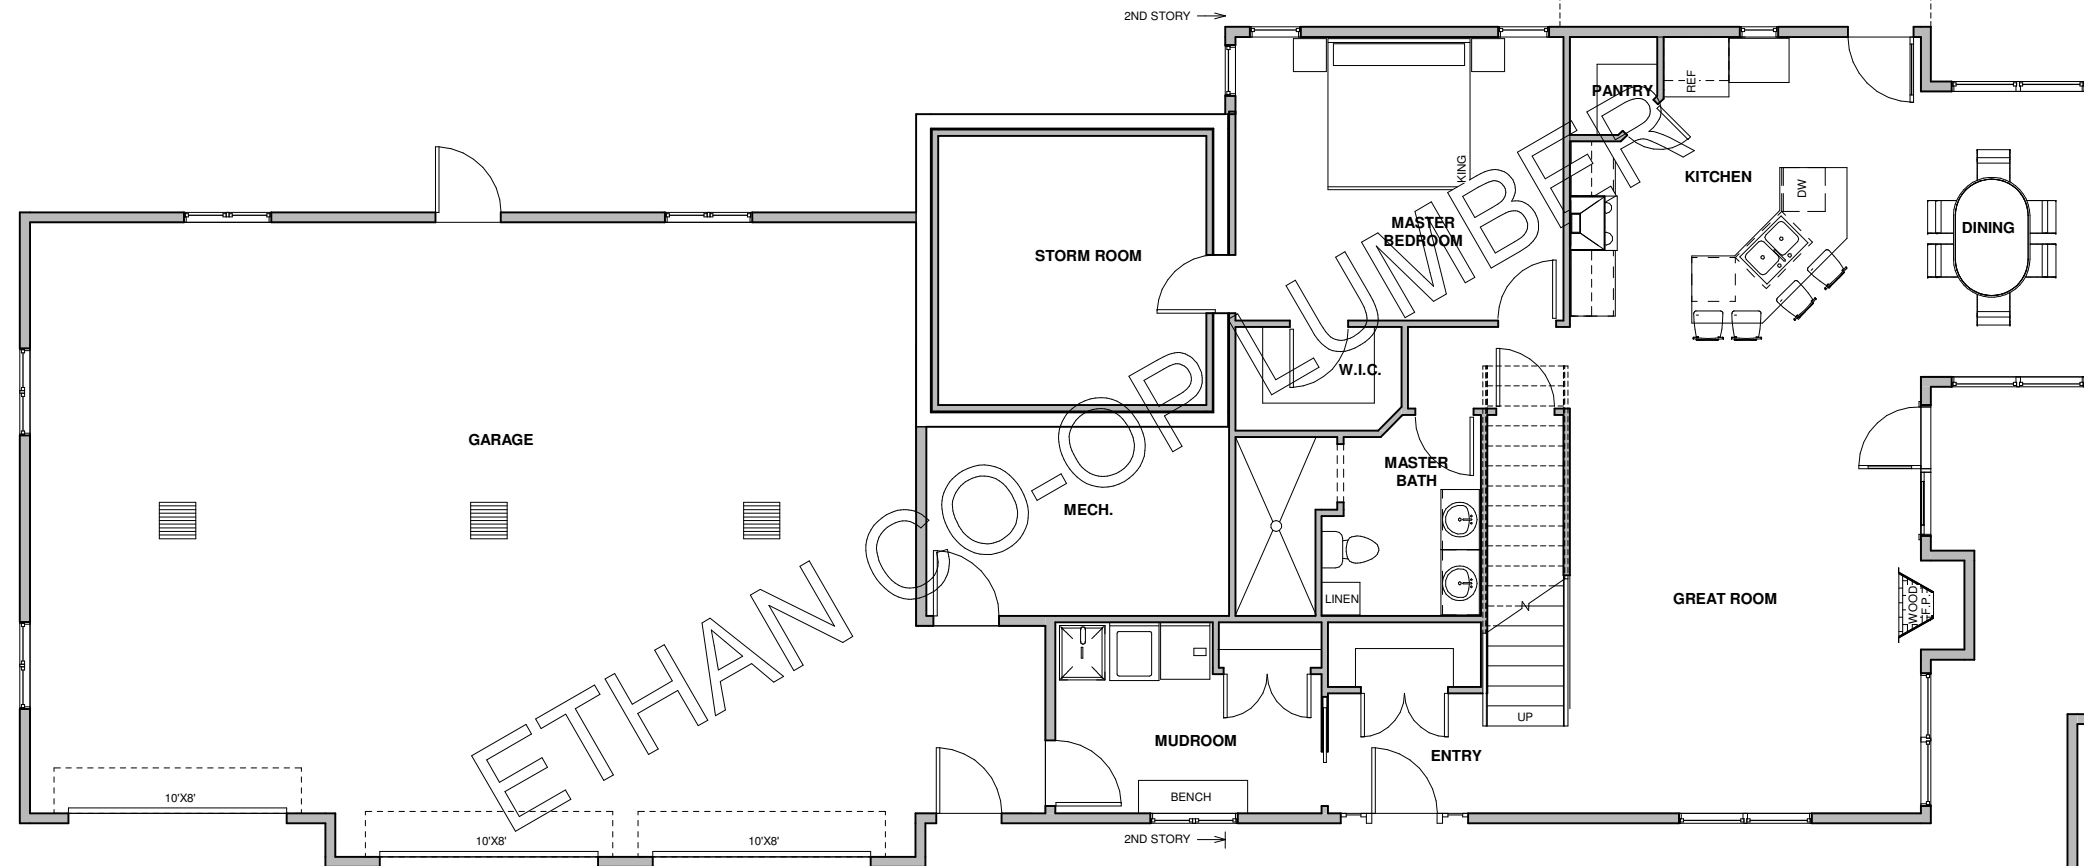 2ND STORY
PANTRY
REF
KING
KITCHEN
DW
MASTER
BEDROOM
DINING
STORM ROOM
W.I.C.
GARAGE
MASTER
BATH
MECH.
LINEN
N
WOOD
F.P.
GREAT ROOM
UP
MUDROOM
ENTRY
BENCH
10'X8'
10'X8'
10'X8'
2ND STORY
ETHAN CO-OP LUMBER